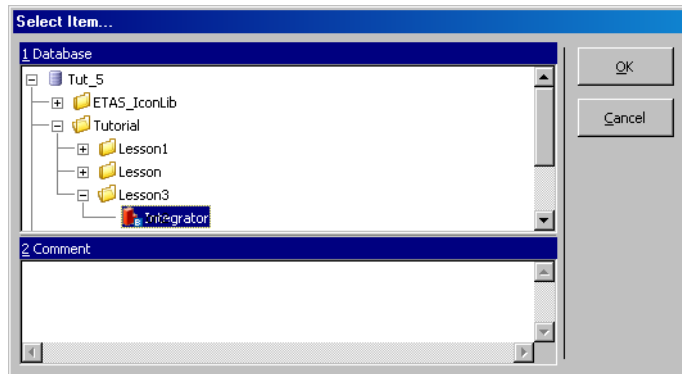 Select Item...
1 Database
Tut_5
ETAS_IconLib
Tutorial
Lesson1
Lesson
Lesson3
Integrator
2 Comment
OK
Cancel